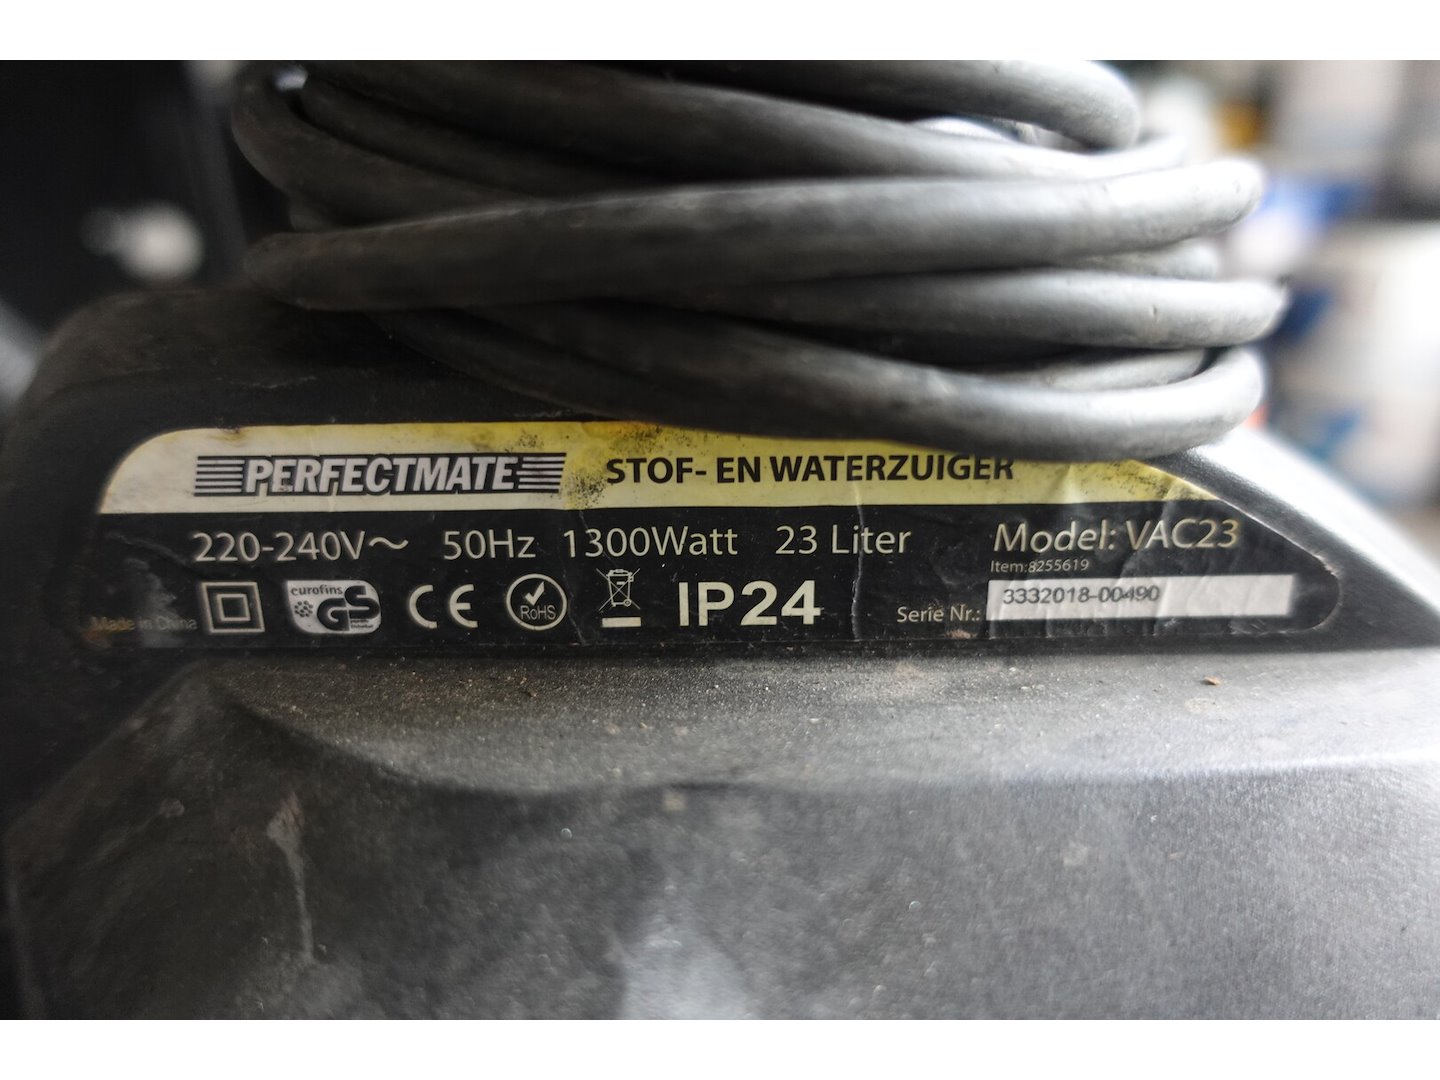 PERFECTMATE STOF- EN WATERZUIGER
220-240V~ 50Hz 1300Watt 23 Liter Model: VAC23
Item:8255619
Made in China eurofins GS CE RoHS IP24 Serie Nr.: 3332018-00490